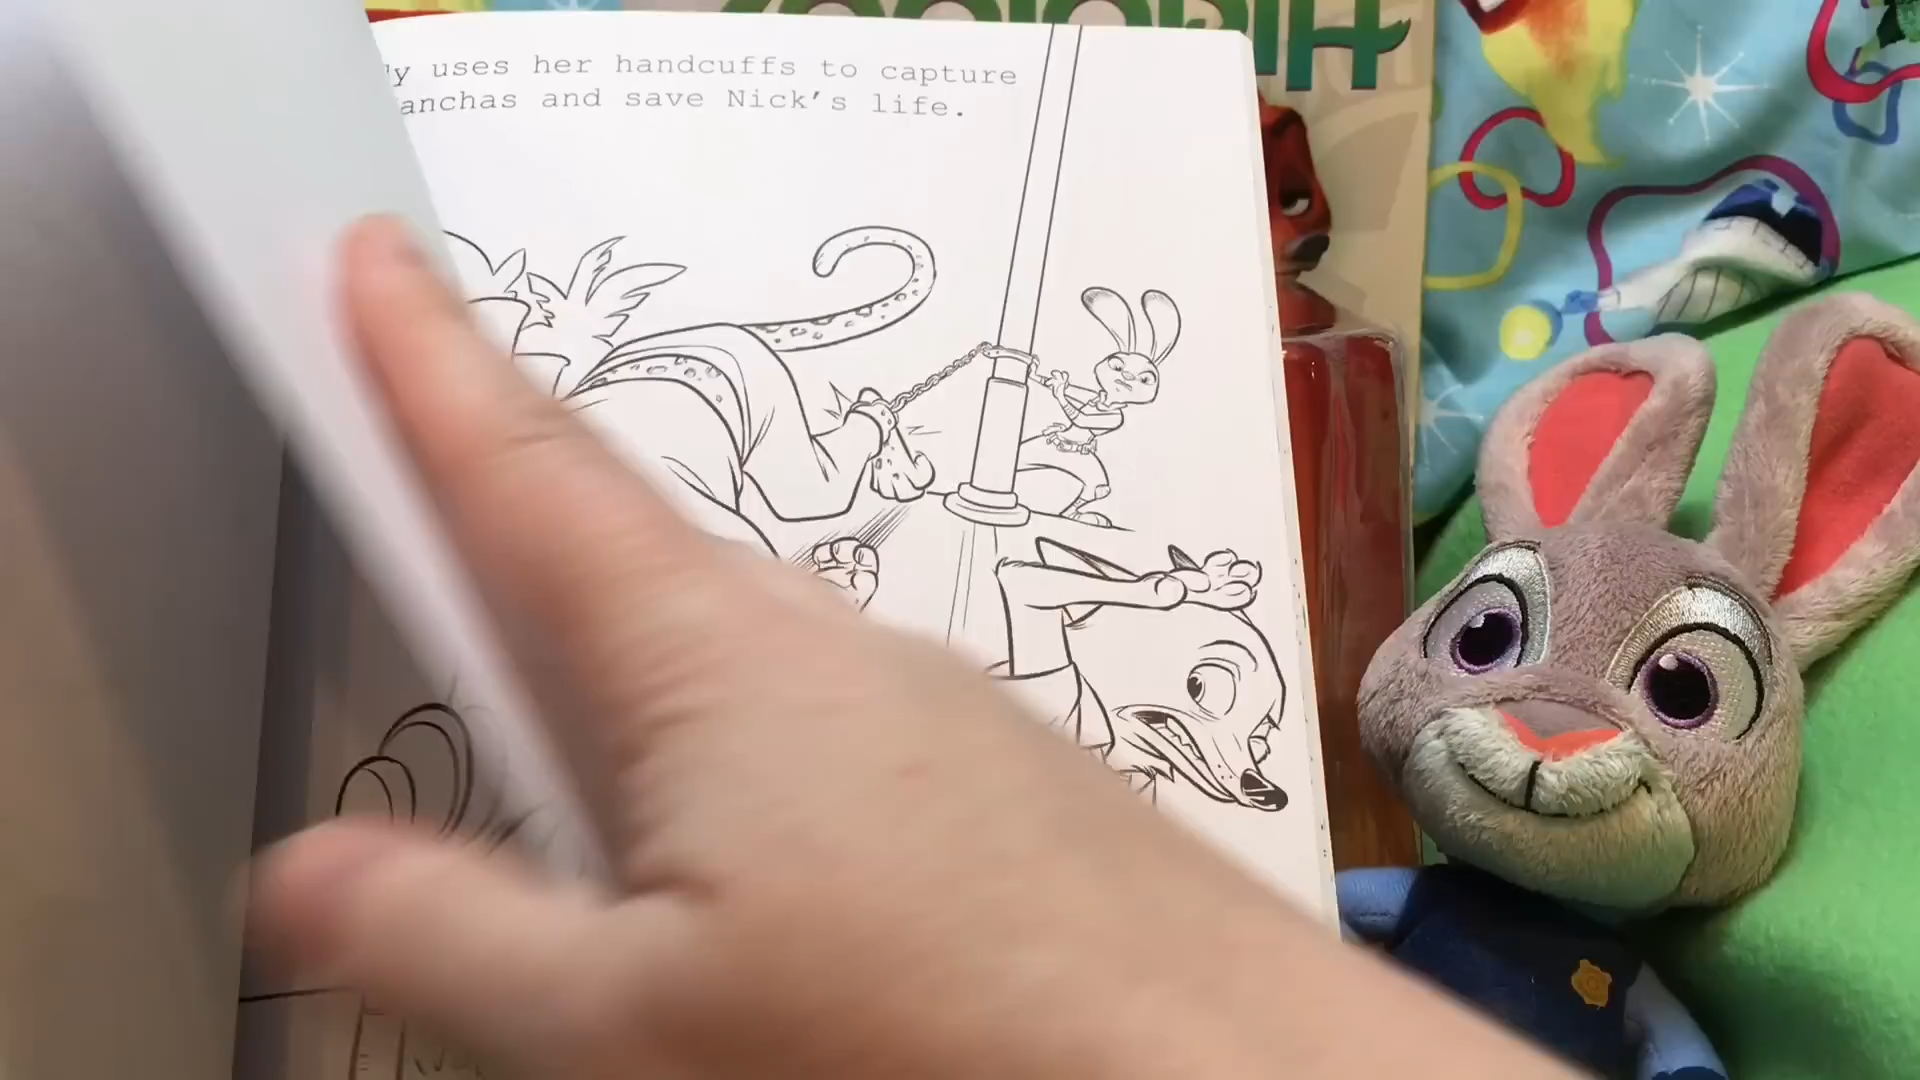 y uses her handcuffs to capture
anchas and save Nick's life.